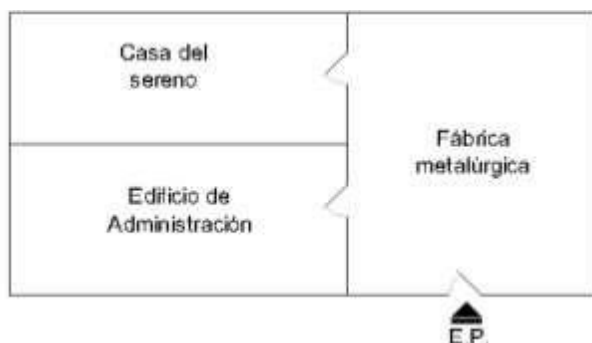 Casa del
sereno
Fábrica
metalúrgica
Edificio de
Administración
E.P.